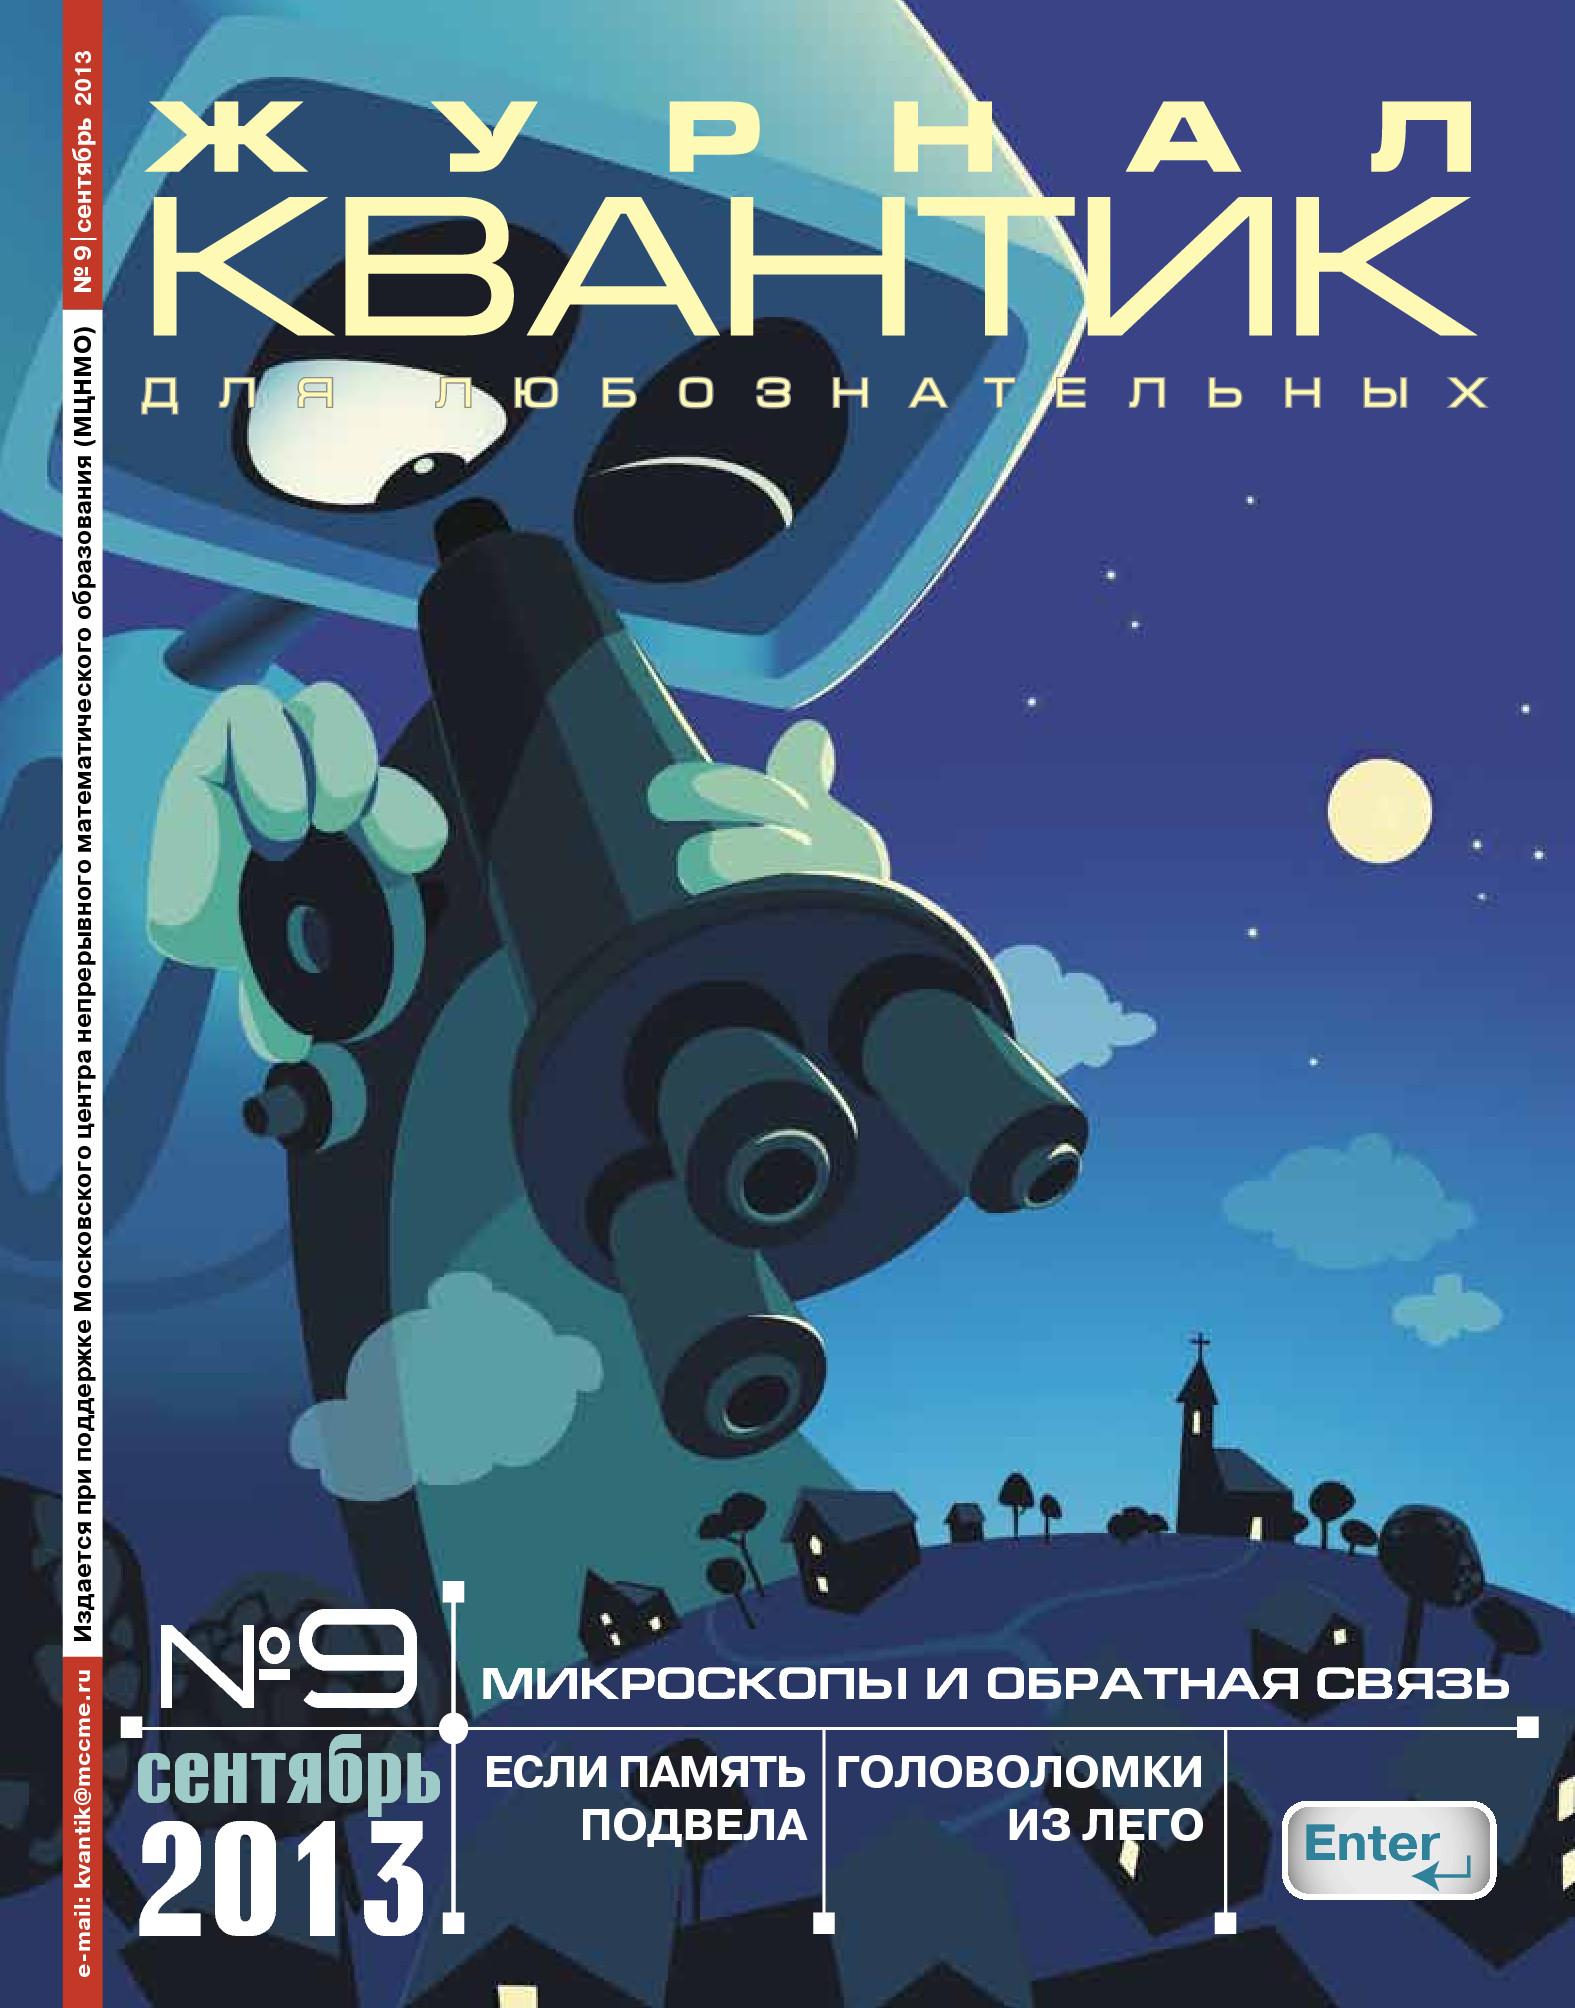 ЖУРНАЛ
КВАНТИК
ДЛЯ ЛЮБОЗНАТЕЛЬНЫХ
№ 9 | сентябрь 2013
Издается при поддержке Московского центра непрерывного математического образования (МЦНМО)
e-mail: kvantik@mccme.ru
№9
сентябрь
2013
МИКРОСКОПЫ И ОБРАТНАЯ СВЯЗЬ
ЕСЛИ ПАМЯТЬ
ПОДВЕЛА
ГОЛОВОЛОМКИ
ИЗ ЛЕГО
Enter